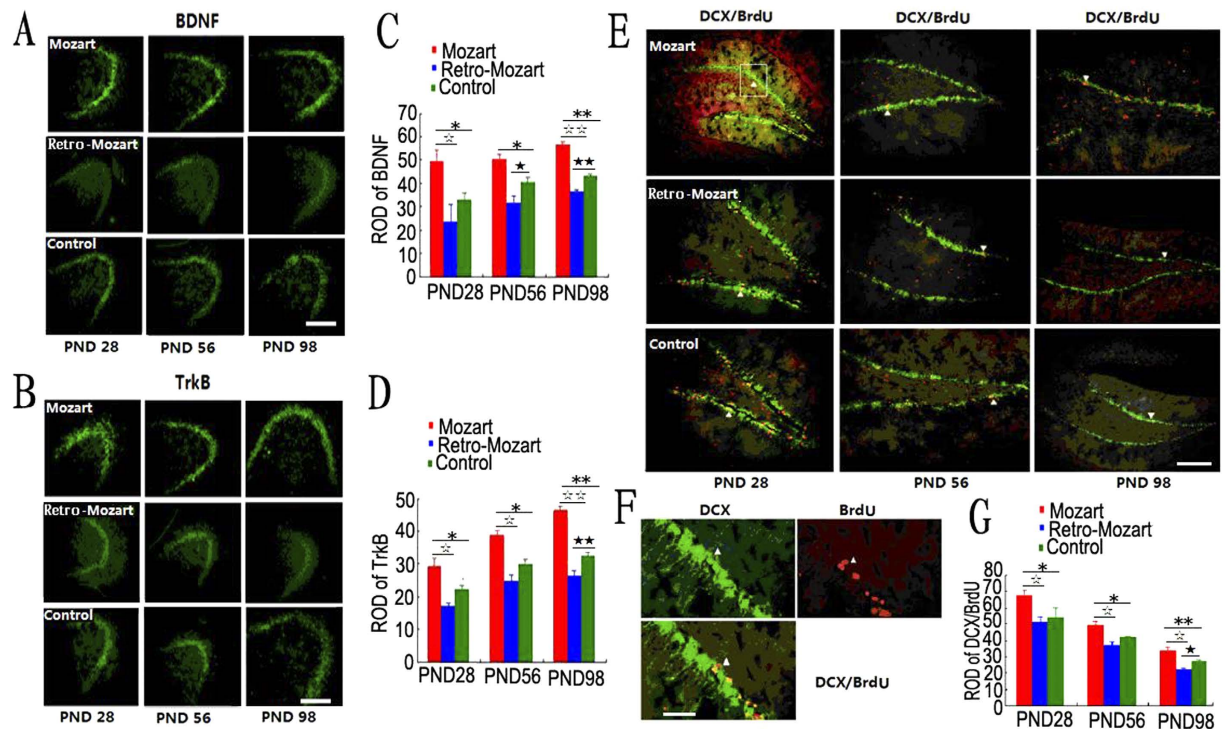 A
BDNF
Mozart
Retro-Mozart
Control
PND 28
PND 56
PND 98
B
TrkB
Mozart
Retro-Mozart
Control
PND 28
PND 56
PND 98
C
Mozart
Retro-Mozart
Control
ROD of BDNF
70
60
50
40
30
20
10
0
*
☆
*
★
**
☆☆
★★
PND28
PND56
PND98
D
Mozart
Retro-Mozart
Control
ROD of TrkB
50
40
30
20
10
0
*
☆
*
☆
**
☆☆
★★
PND28
PND56
PND98
E
DCX/BrdU
DCX/BrdU
DCX/BrdU
Mozart
Retro-Mozart
Control
PND 28
PND 56
PND 98
F
DCX
BrdU
DCX/BrdU
G
Mozart
Retro-Mozart
Control
ROD of DCX/BrdU
80
70
60
50
40
30
20
10
0
*
☆
*
☆
**
☆
★
PND28
PND56
PND98